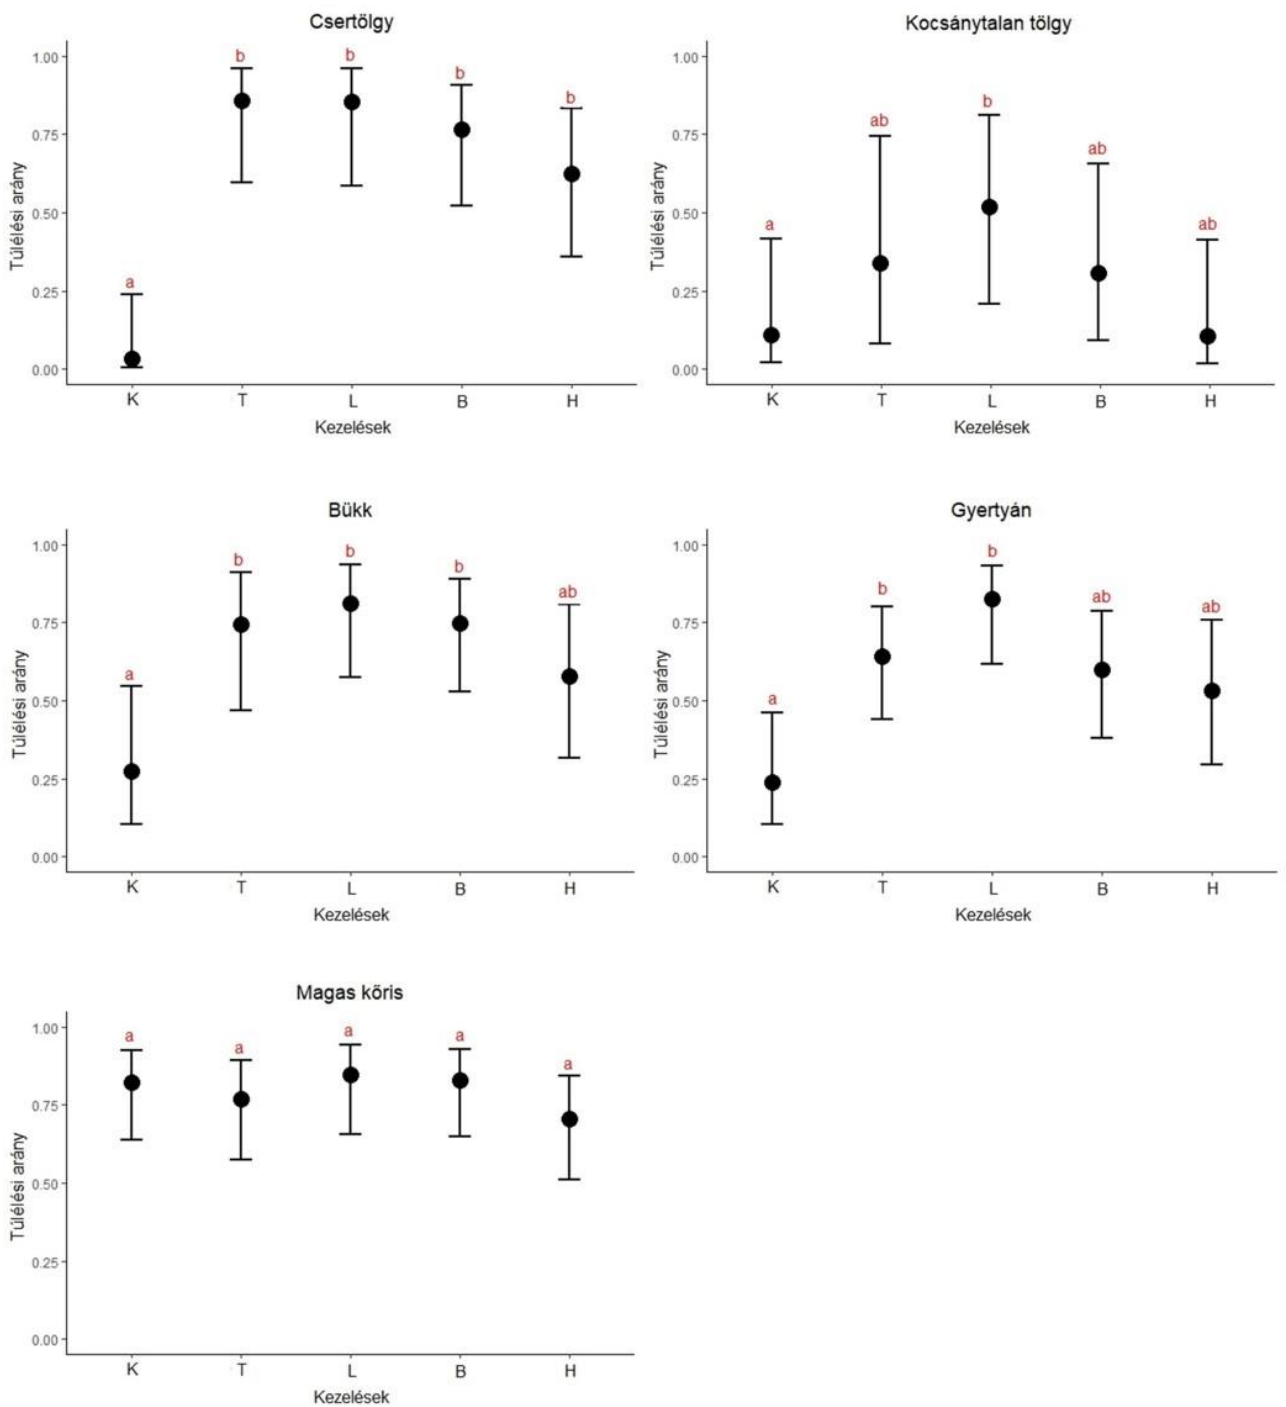 Csertölgy
b
b
b
b
a
1.00
0.75
0.50
0.25
0.00
Túlélési arány
K T L B H
Kezelések
Kocsánytalan tölgy
b
ab
ab
a
ab
1.00
0.75
0.50
0.25
0.00
Túlélési arány
K T L B H
Kezelések
Bükk
b
b
b
ab
a
1.00
0.75
0.50
0.25
0.00
Túlélési arány
K T L B H
Kezelések
Gyertyán
b
b
ab
ab
a
1.00
0.75
0.50
0.25
0.00
Túlélési arány
K T L B H
Kezelések
Magas kőris
a
a
a
a
a
1.00
0.75
0.50
0.25
0.00
Túlélési arány
K T L B H
Kezelések